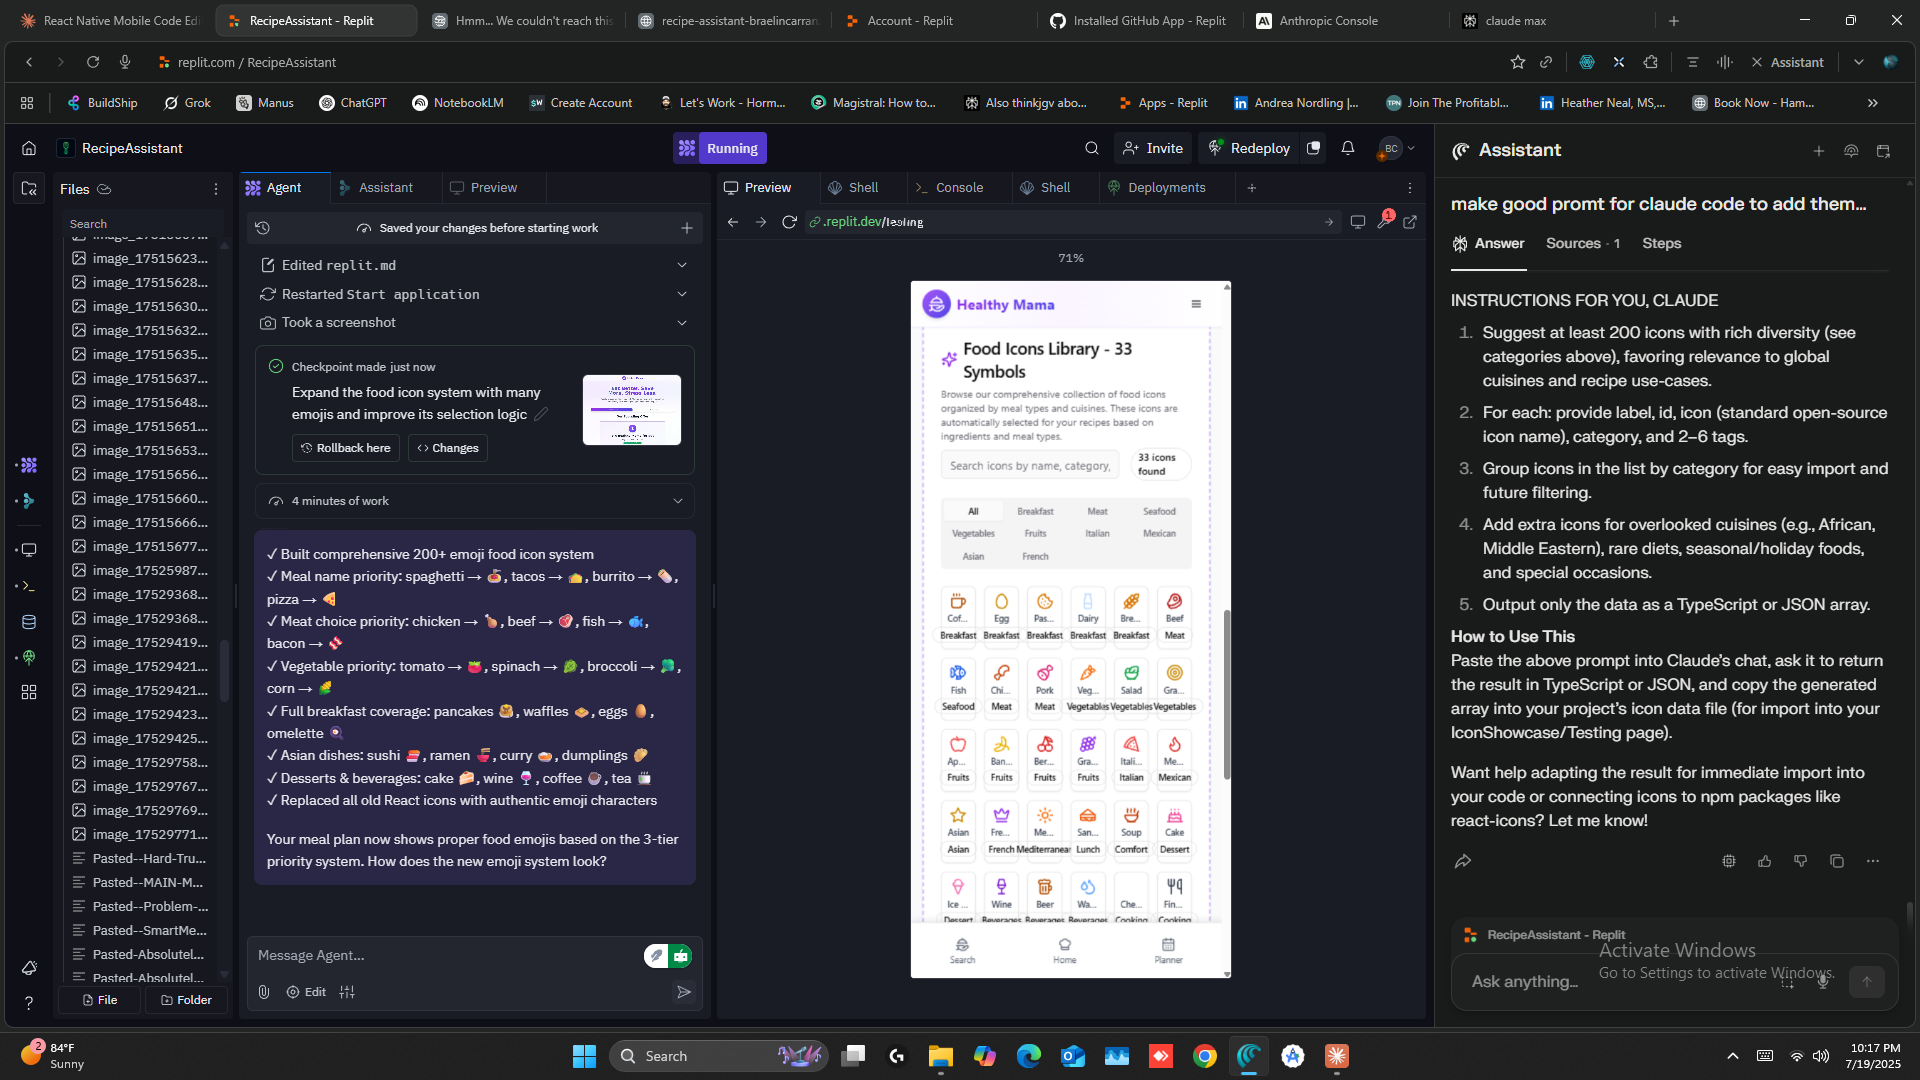 React Native Mobile Code Edi
RecipeAssistant - Replit
Hmm... We couldn't reach this
recipe-assistant-braelincarran
Account - Replit
Installed GitHub App - Replit
Anthropic Console
claude max
replit.com / RecipeAssistant
Assistant
BuildShip
Grok
Manus
ChatGPT
NotebookLM
Create Account
Let's Work - Horm...
Magistral: How to...
Also thinkjgv abo...
Apps - Replit
Andrea Nordling |...
Join The Profitabl...
Heather Neal, MS,...
Book Now - Ham...
RecipeAssistant
Running
Invite
Redeploy
BC
Files
Search
image_17515623...
image_17515628...
image_17515630...
image_17515632...
image_17515635...
image_17515637...
image_17515648...
image_17515651...
image_17515653...
image_17515656...
image_17515660...
image_17515666...
image_17515677...
image_17525987...
image_17529368...
image_17529368...
image_17529419...
image_17529421...
image_17529421...
image_17529423...
image_17529425...
image_17529758...
image_17529767...
image_17529769...
image_17529771...
Pasted--Hard-Tru...
Pasted--MAIN-M...
Pasted--Problem-...
Pasted--SmartMe...
Pasted-Absolutel...
Pasted-Absolutel...
File
Folder
Agent
Assistant
Preview
Saved your changes before starting work
Edited replit.md
Restarted Start application
Took a screenshot
Checkpoint made just now
Expand the food icon system with many
emojis and improve its selection logic
Rollback here
Changes
4 minutes of work
✓ Built comprehensive 200+ emoji food icon system
✓ Meal name priority: spaghetti → 🍝, tacos → 🌮, burrito → 🌯,
pizza → 🍕
✓ Meat choice priority: chicken → 🍗, beef → 🥩, fish → 🐟,
bacon → 🥓
✓ Vegetable priority: tomato → 🍅, spinach → 🥬, broccoli → 🥦,
corn → 🌽
✓ Full breakfast coverage: pancakes 🥞, waffles 🧇, eggs 🥚,
omelette 🍳
✓ Asian dishes: sushi 🍣, ramen 🍜, curry 🍛, dumplings 🥟
✓ Desserts & beverages: cake 🍰, wine 🍷, coffee ☕, tea 🍵
✓ Replaced all old React icons with authentic emoji characters
Your meal plan now shows proper food emojis based on the 3-tier
priority system. How does the new emoji system look?
Message Agent...
Edit
Preview
Shell
Console
Shell
Deployments
.replit.dev/testing
1
71%
Healthy Mama
Food Icons Library - 33
Symbols
Browse our comprehensive collection of food icons
organized by meal types and cuisines. These icons are
automatically selected for your recipes based on
ingredients and meal types.
Search icons by name, category,
33 icons
found
All
Breakfast
Meat
Seafood
Vegetables
Fruits
Italian
Mexican
Asian
French
Cof...
Egg
Pas...
Dairy
Bre...
Beef
Breakfast
Breakfast
Breakfast
Breakfast
Breakfast
Meat
Fish
Chi...
Pork
Veg...
Salad
Gra...
Seafood
Meat
Meat
Vegetables
Vegetables
Vegetables
Ap...
Ban...
Ber...
Gra...
Itali...
Me...
Fruits
Fruits
Fruits
Fruits
Italian
Mexican
Asian
Fre...
Me...
San...
Soup
Cake
Asian
French
Mediterranean
Lunch
Comfort
Dessert
Ice ...
Wine
Beer
Wa...
Che...
Fin...
Dessert
Beverages
Beverages
Beverages
Cooking
Cooking
Search
Home
Planner
Assistant
make good promt for claude code to add them...
Answer
Sources · 1
Steps
INSTRUCTIONS FOR YOU, CLAUDE
1. Suggest at least 200 icons with rich diversity (see
categories above), favoring relevance to global
cuisines and recipe use-cases.
2. For each: provide label, id, icon (standard open-source
icon name), category, and 2–6 tags.
3. Group icons in the list by category for easy import and
future filtering.
4. Add extra icons for overlooked cuisines (e.g., African,
Middle Eastern), rare diets, seasonal/holiday foods,
and special occasions.
5. Output only the data as a TypeScript or JSON array.
How to Use This
Paste the above prompt into Claude's chat, ask it to return
the result in TypeScript or JSON, and copy the generated
array into your project's icon data file (for import into your
IconShowcase/Testing page).
Want help adapting the result for immediate import into
your code or connecting icons to npm packages like
react-icons? Let me know!
RecipeAssistant - Replit
Activate Windows
Go to Settings to activate Windows.
Ask anything...
2
84°F
Sunny
Search
10:17 PM
7/19/2025